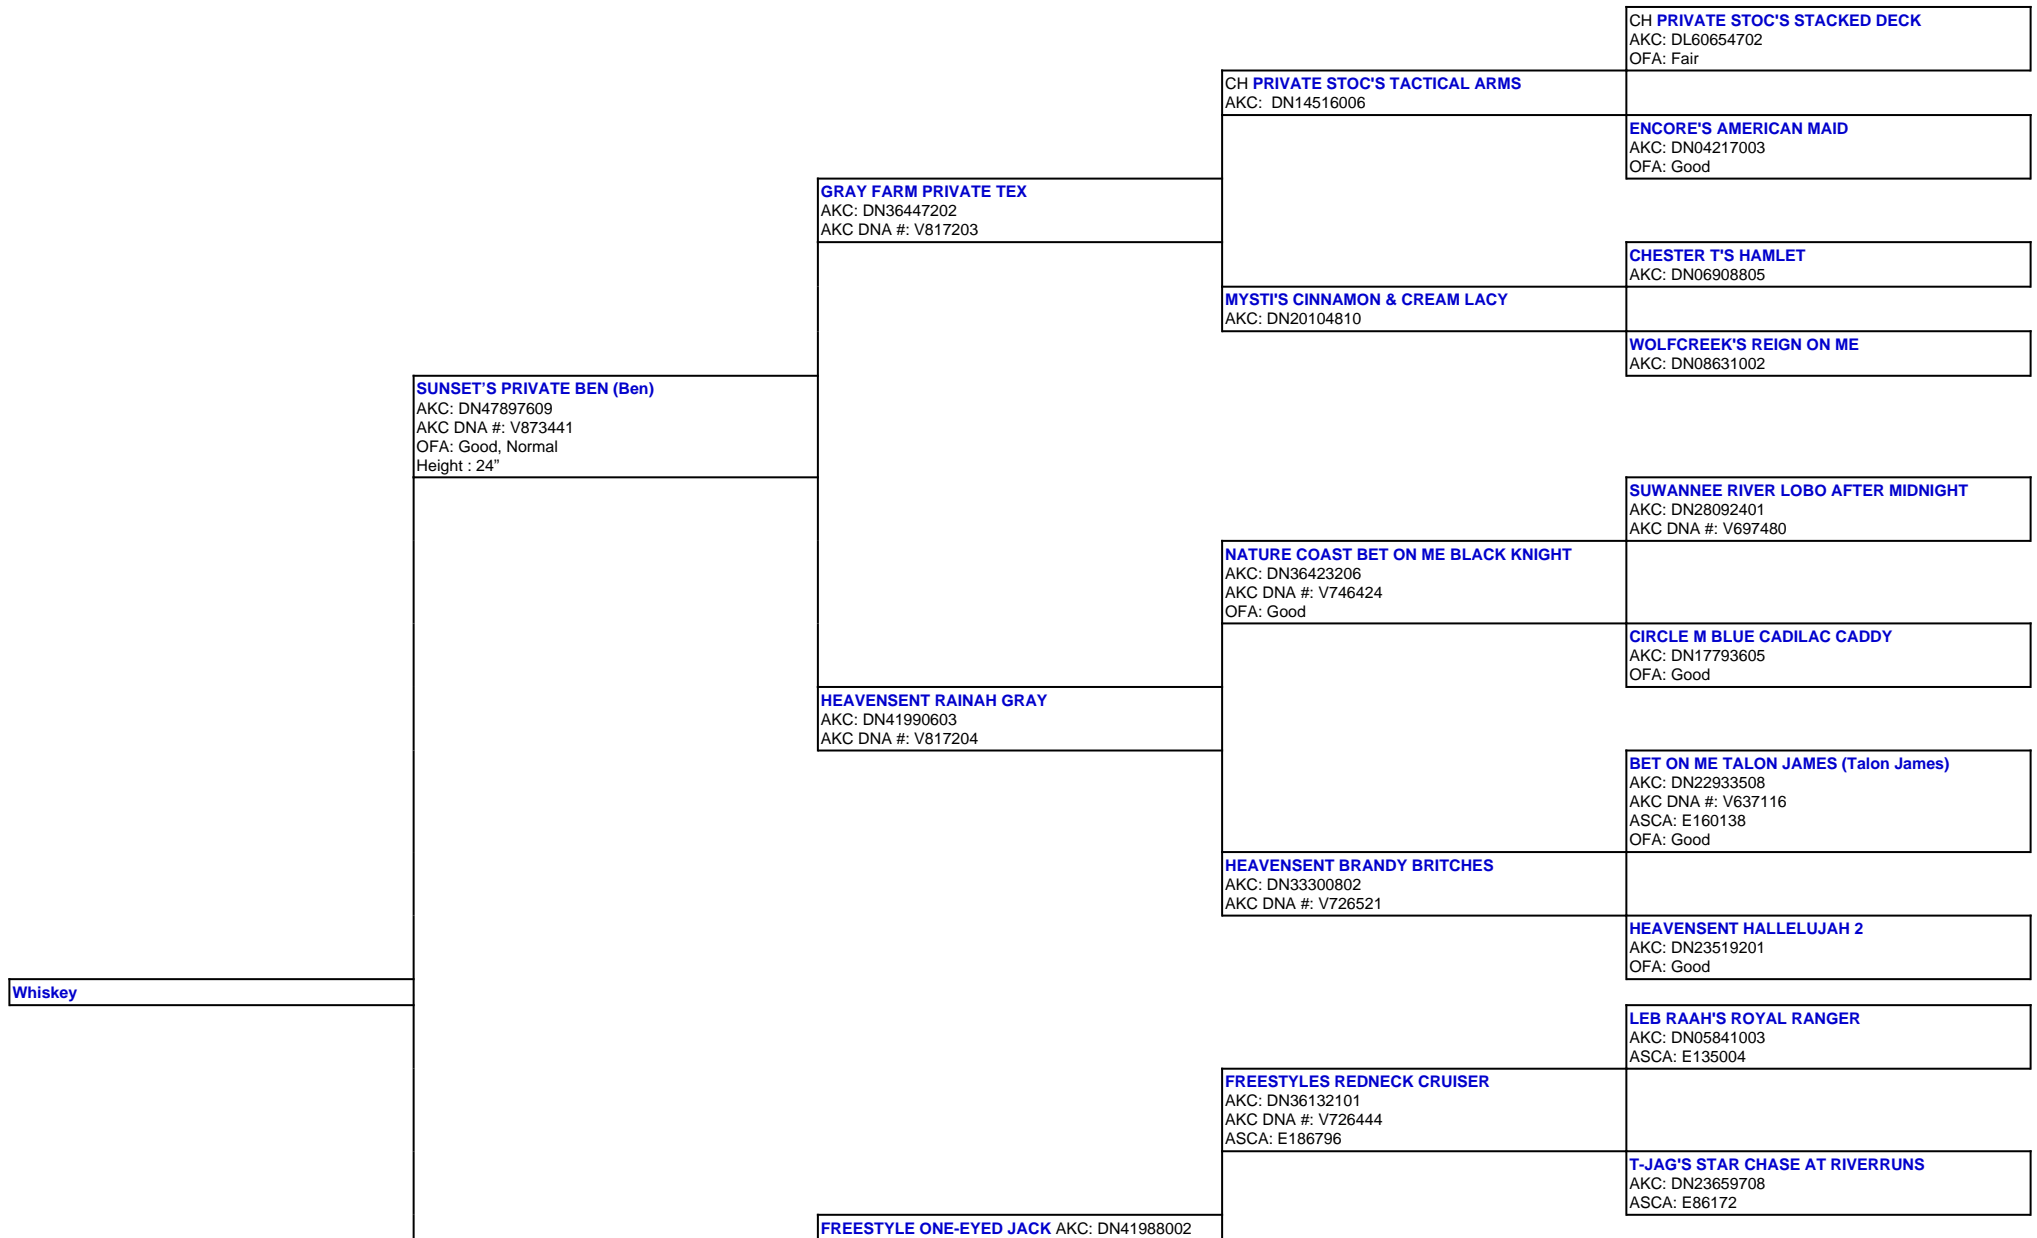 CH PRIVATE STOC'S STACKED DECK
AKC: DL60654702
OFA: Fair
CH PRIVATE STOC'S TACTICAL ARMS
AKC: DN14516006
ENCORE'S AMERICAN MAID
AKC: DN04217003
OFA: Good
GRAY FARM PRIVATE TEX
AKC: DN36447202
AKC DNA #: V817203
CHESTER T'S HAMLET
AKC: DN06908805
MYSTI'S CINNAMON & CREAM LACY
AKC: DN20104810
WOLFCREEK'S REIGN ON ME
AKC: DN08631002
SUNSET’S PRIVATE BEN (Ben)
AKC: DN47897609
AKC DNA #: V873441
OFA: Good, Normal
Height : 24”
SUWANNEE RIVER LOBO AFTER MIDNIGHT
AKC: DN28092401
AKC DNA #: V697480
NATURE COAST BET ON ME BLACK KNIGHT
AKC: DN36423206
AKC DNA #: V746424
OFA: Good
CIRCLE M BLUE CADILAC CADDY
AKC: DN17793605
OFA: Good
HEAVENSENT RAINAH GRAY
AKC: DN41990603
AKC DNA #: V817204
BET ON ME TALON JAMES (Talon James)
AKC: DN22933508
AKC DNA #: V637116
ASCA: E160138
OFA: Good
HEAVENSENT BRANDY BRITCHES
AKC: DN33300802
AKC DNA #: V726521
HEAVENSENT HALLELUJAH 2
AKC: DN23519201
OFA: Good
Whiskey
LEB RAAH'S ROYAL RANGER
AKC: DN05841003
ASCA: E135004
FREESTYLES REDNECK CRUISER
AKC: DN36132101
AKC DNA #: V726444
ASCA: E186796
T-JAG'S STAR CHASE AT RIVERRUNS
AKC: DN23659708
ASCA: E86172
FREESTYLE ONE-EYED JACK AKC: DN41988002